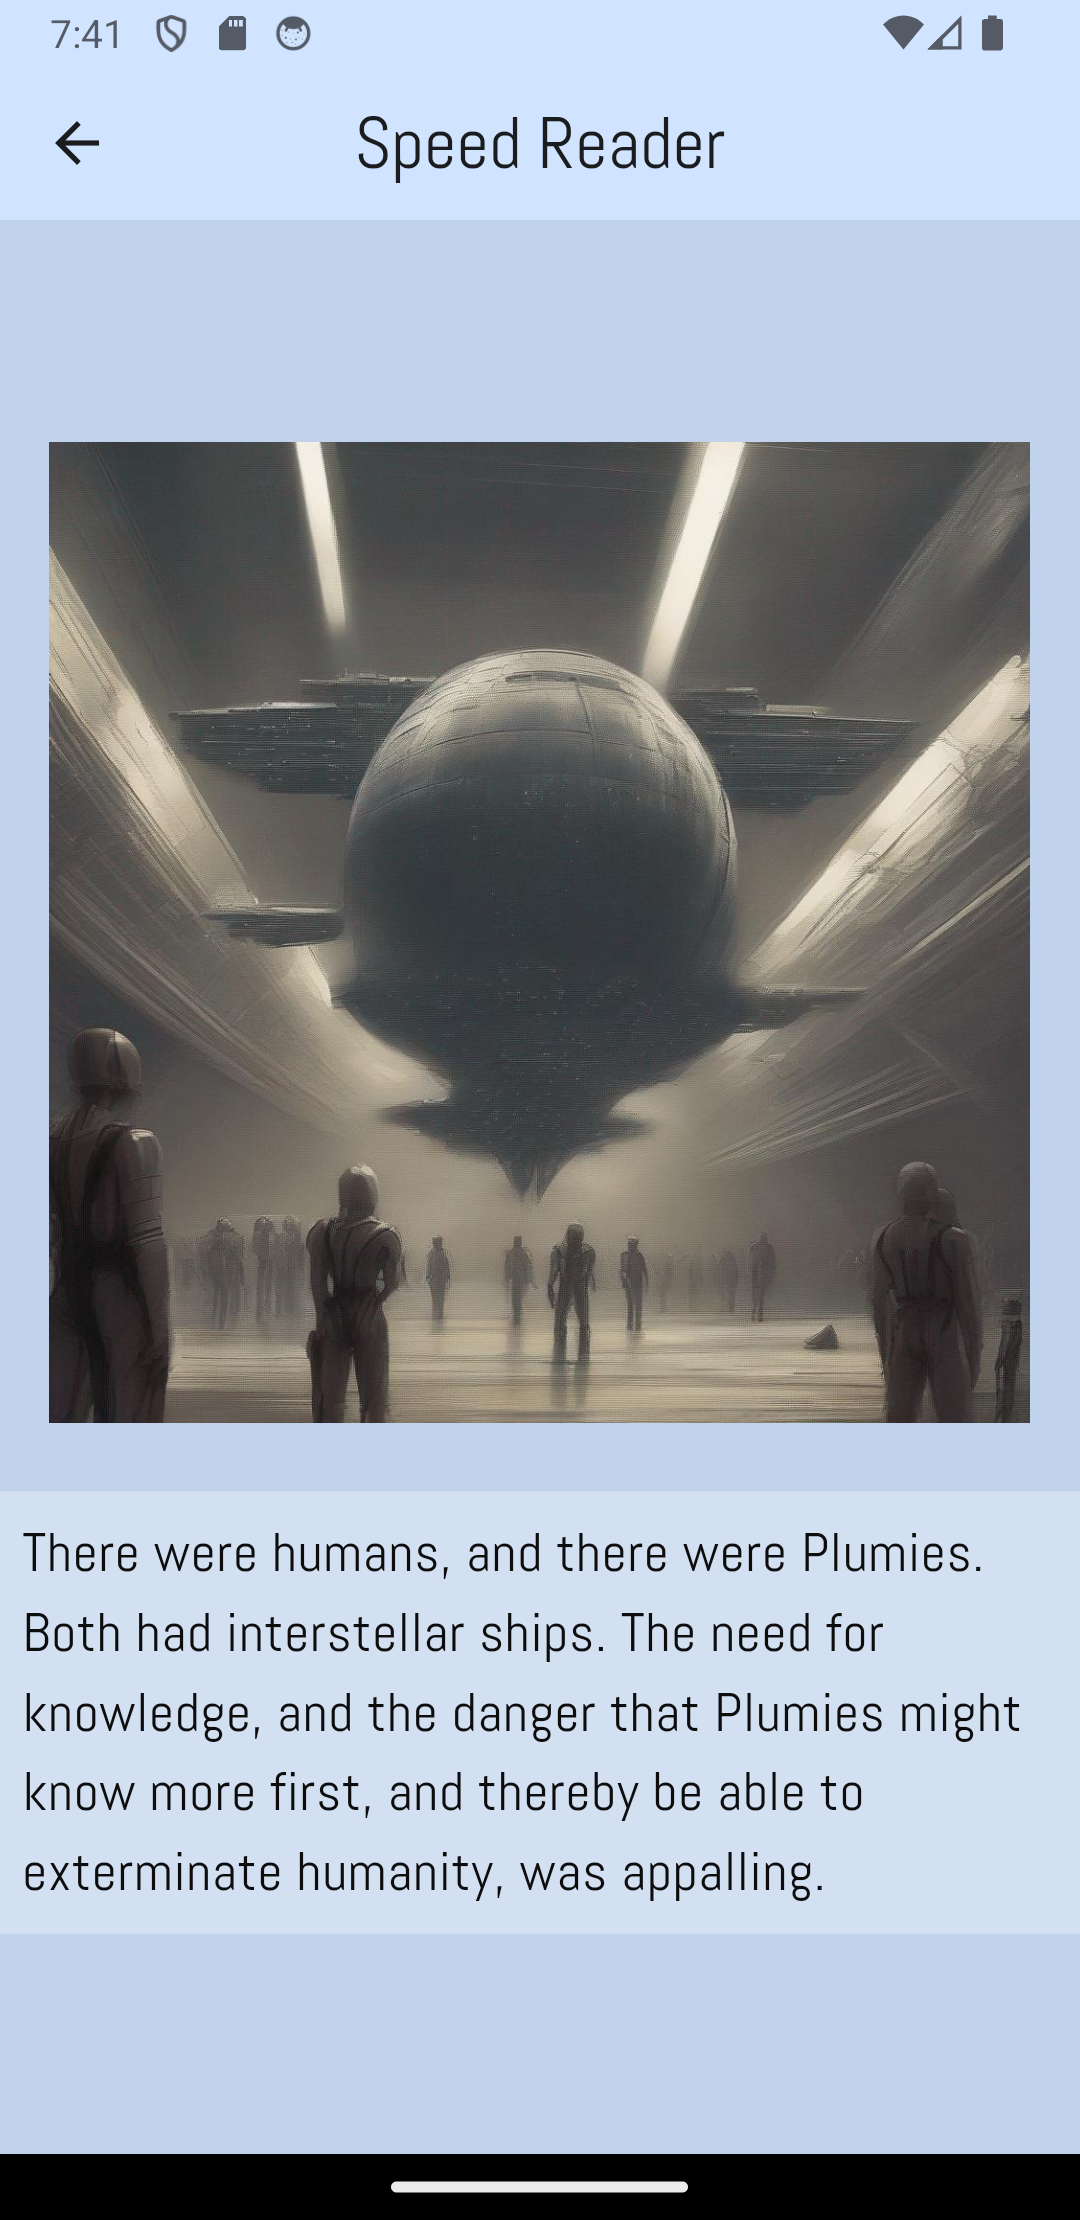 7:41
Speed Reader
There were humans, and there were Plumies.
Both had interstellar ships. The need for
knowledge, and the danger that Plumies might
know more first, and thereby be able to
exterminate humanity, was appalling.